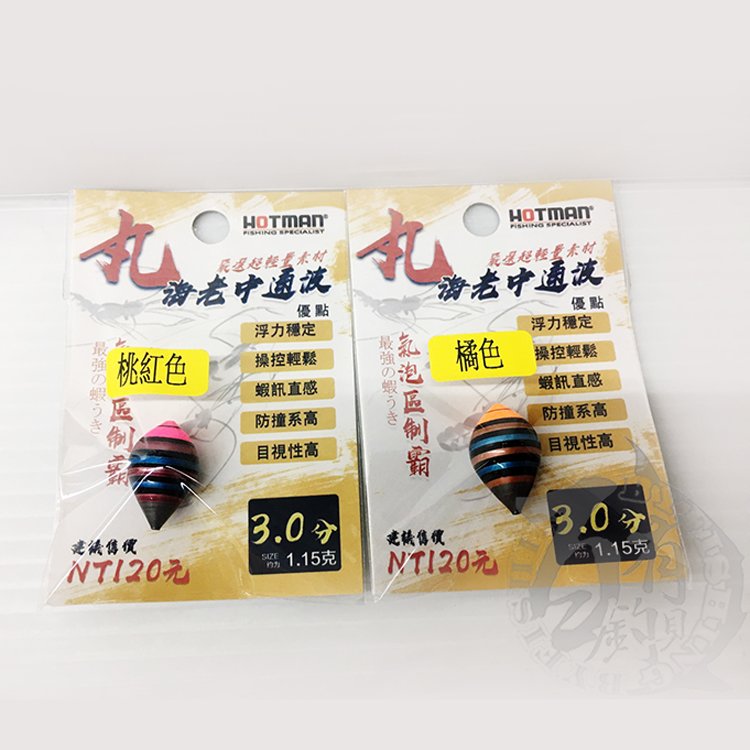 HOTMAN®
FISHING SPECIALIST
丸
嚴選超輕量素材
海老中通波
優點
浮力穩定
操控輕鬆
蝦訊直感
防撞系高
目視性高
桃紅色
最強の蝦うき
區制霸
3.0分
SIZE
約為 1.15克
建議售價
NT120元
HOTMAN®
FISHING SPECIALIST
丸
嚴選超輕量素材
海老中通波
優點
浮力穩定
操控輕鬆
蝦訊直感
防撞系高
目視性高
橘色
最強の蝦うき
氣泡區制霸
3.0分
SIZE
1.15克
建議售價
NT120元